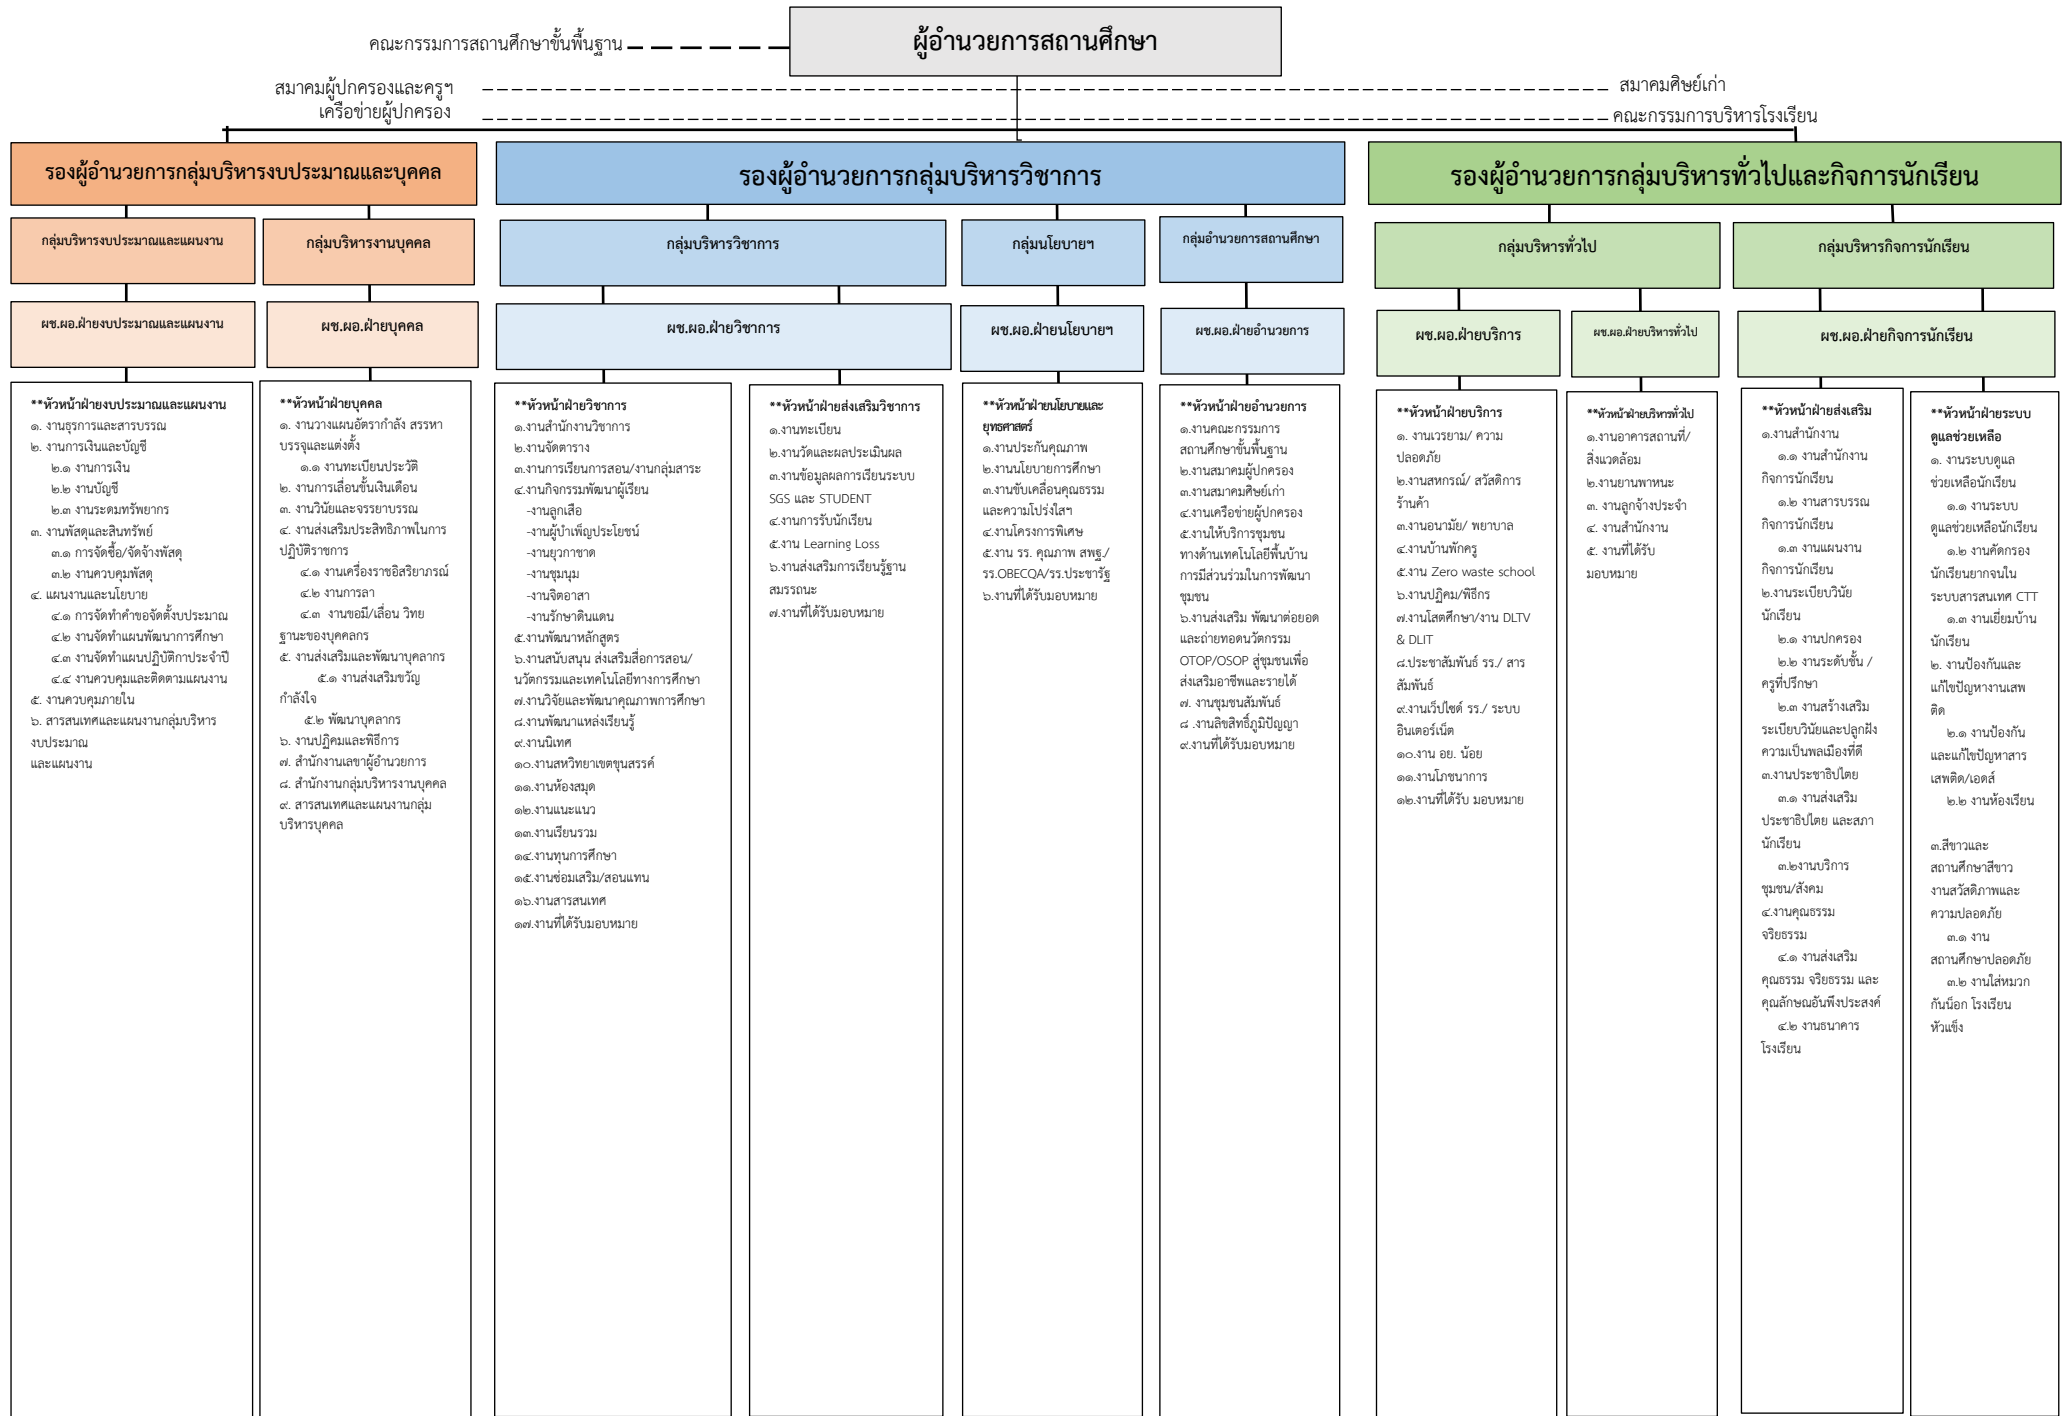 ผู้อำนวยการสถานศึกษา
คณะกรรมการสถานศึกษาขั้นพื้นฐาน
สมาคมผู้ปกครองและครูฯ
เครือข่ายผู้ปกครอง
สมาคมศิษย์เก่า
คณะกรรมการบริหารโรงเรียน
รองผู้อำนวยการกลุ่มบริหารงบประมาณและบุคคล
รองผู้อำนวยการกลุ่มบริหารวิชาการ
รองผู้อำนวยการกลุ่มบริหารทั่วไปและกิจการนักเรียน
กลุ่มบริหารงบประมาณและแผนงาน
กลุ่มบริหารงานบุคคล
กลุ่มบริหารวิชาการ
กลุ่มนโยบายฯ
กลุ่มอำนวยการสถานศึกษา
กลุ่มบริหารทั่วไป
กลุ่มบริหารกิจการนักเรียน
ผช.ผอ.ฝ่ายงบประมาณและแผนงาน
ผช.ผอ.ฝ่ายบุคคล
ผช.ผอ.ฝ่ายวิชาการ
ผช.ผอ.ฝ่ายนโยบายฯ
ผช.ผอ.ฝ่ายอำนวยการ
ผช.ผอ.ฝ่ายบริการ
ผช.ผอ.ฝ่ายบริหารทั่วไป
ผช.ผอ.ฝ่ายกิจการนักเรียน
**หัวหน้าฝ่ายงบประมาณและแผนงาน
๑. งานธุรการและสารบรรณ
๒. งานการเงินและบัญชี
๒.๑ งานการเงิน
๒.๒ งานบัญชี
๒.๓ งานระดมทรัพยากร
๓. งานพัสดุและสินทรัพย์
๓.๑ การจัดซื้อ/จัดจ้างพัสดุ
๓.๒ งานควบคุมพัสดุ
๔. แผนงานและนโยบาย
๔.๑ การจัดทำคำขอจัดตั้งบประมาณ
๔.๒ งานจัดทำแผนพัฒนาการศึกษา
๔.๓ งานจัดทำแผนปฏิบัติกาประจำปี
๔.๔ งานควบคุมและติดตามแผนงาน
๕. งานควบคุมภายใน
๖. สารสนเทศและแผนงานกลุ่มบริหาร
งบประมาณ
และแผนงาน
**หัวหน้าฝ่ายบุคคล
๑. งานวางแผนอัตรากำลัง สรรหา
บรรจุและแต่งตั้ง
๑.๑ งานทะเบียนประวัติ
๒. งานการเลื่อนขั้นเงินเดือน
๓. งานวินัยและจรรยาบรรณ
๔. งานส่งเสริมประสิทธิภาพในการ
ปฏิบัติราชการ
๔.๑ งานเครื่องราชอิสริยาภรณ์
๔.๒ งานการลา
๔.๓ งานขอมี/เลื่อน วิทย
ฐานะของบุคคลกร
๕. งานส่งเสริมและพัฒนาบุคลากร
๕.๑ งานส่งเสริมขวัญ
กำลังใจ
๕.๒ พัฒนาบุคลากร
๖. งานปฏิคมและพิธีการ
๗. สำนักงานเลขาผู้อำนวยการ
๘. สำนักงานกลุ่มบริหารงานบุคคล
๙. สารสนเทศและแผนงานกลุ่ม
บริหารบุคคล
**หัวหน้าฝ่ายวิชาการ
๑.งานสำนักงานวิชาการ
๒.งานจัดตาราง
๓.งานการเรียนการสอน/งานกลุ่มสาระ
๔.งานกิจกรรมพัฒนาผู้เรียน
-งานลูกเสือ
-งานผู้บำเพ็ญประโยชน์
-งานยุวกาชาด
-งานชุมนุม
-งานจิตอาสา
-งานรักษาดินแดน
๕.งานพัฒนาหลักสูตร
๖.งานสนับสนุน ส่งเสริมสื่อการสอน/
นวัตกรรมและเทคโนโลยีทางการศึกษา
๗.งานวิจัยและพัฒนาคุณภาพการศึกษา
๘.งานพัฒนาแหล่งเรียนรู้
๙.งานนิเทศ
๑๐.งานสหวิทยาเขตขุนสรรค์
๑๑.งานห้องสมุด
๑๒.งานแนะแนว
๑๓.งานเรียนรวม
๑๔.งานทุนการศึกษา
๑๕.งานซ่อมเสริม/สอนแทน
๑๖.งานสารสนเทศ
๑๗.งานที่ได้รับมอบหมาย
**หัวหน้าฝ่ายส่งเสริมวิชาการ
๑.งานทะเบียน
๒.งานวัดและผลประเมินผล
๓.งานข้อมูลผลการเรียนระบบ
SGS และ STUDENT
๔.งานการรับนักเรียน
๕.งาน Learning Loss
๖.งานส่งเสริมการเรียนรู้ฐาน
สมรรถนะ
๗.งานที่ได้รับมอบหมาย
**หัวหน้าฝ่ายนโยบายและ
ยุทธศาสตร์
๑.งานประกันคุณภาพ
๒.งานนโยบายการศึกษา
๓.งานขับเคลื่อนคุณธรรม
และความโปร่งใสฯ
๔.งานโครงการพิเศษ
๕.งาน รร. คุณภาพ สพฐ./
รร.OBECQA/รร.ประชารัฐ
๖.งานที่ได้รับมอบหมาย
**หัวหน้าฝ่ายอำนวยการ
๑.งานคณะกรรมการ
สถานศึกษาขั้นพื้นฐาน
๒.งานสมาคมผู้ปกครอง
๓.งานสมาคมศิษย์เก่า
๔.งานเครือข่ายผู้ปกครอง
๕.งานให้บริการชุมชน
ทางด้านเทคโนโลยีพื้นบ้าน
การมีส่วนร่วมในการพัฒนา
ชุมชน
๖.งานส่งเสริม พัฒนาต่อยอด
และถ่ายทอดนวัตกรรม
OTOP/OSOP สู่ชุมชนเพื่อ
ส่งเสริมอาชีพและรายได้
๗. งานชุมชนสัมพันธ์
๘ .งานลิขสิทธิ์ภูมิปัญญา
๙.งานที่ได้รับมอบหมาย
**หัวหน้าฝ่ายบริการ
๑. งานเวรยาม/ ความ
ปลอดภัย
๒.งานสหกรณ์/ สวัสดิการ
ร้านค้า
๓.งานอนามัย/ พยาบาล
๔.งานบ้านพักครู
๕.งาน Zero waste school
๖.งานปฏิคม/พิธีกร
๗.งานโสตศึกษา/งาน DLTV
& DLIT
๘.ประชาสัมพันธ์ รร./ สาร
สัมพันธ์
๙.งานเว็ปไซต์ รร./ ระบบ
อินเตอร์เน็ต
๑๐.งาน อย. น้อย
๑๑.งานโภชนาการ
๑๒.งานที่ได้รับ มอบหมาย
**หัวหน้าฝ่ายบริหารทั่วไป
๑.งานอาคารสถานที่/
สิ่งแวดล้อม
๒.งานยานพาหนะ
๓. งานลูกจ้างประจำ
๔. งานสำนักงาน
๕. งานที่ได้รับ
มอบหมาย
**หัวหน้าฝ่ายส่งเสริม
๑.งานสำนักงาน
๑.๑ งานสำนักงาน
กิจการนักเรียน
๑.๒ งานสารบรรณ
กิจการนักเรียน
๑.๓ งานแผนงาน
กิจการนักเรียน
๒.งานระเบียบวินัย
นักเรียน
๒.๑ งานปกครอง
๒.๒ งานระดับชั้น /
ครูที่ปรึกษา
๒.๓ งานสร้างเสริม
ระเบียบวินัยและปลูกฝัง
ความเป็นพลเมืองที่ดี
๓.งานประชาธิปไตย
๓.๑ งานส่งเสริม
ประชาธิปไตย และสภา
นักเรียน
๓.๒งานบริการ
ชุมชน/สังคม
๔.งานคุณธรรม
จริยธรรม
๔.๑ งานส่งเสริม
คุณธรรม จริยธรรม และ
คุณลักษณอันพึงประสงค์
๔.๒ งานธนาคาร
โรงเรียน
**หัวหน้าฝ่ายระบบ
ดูแลช่วยเหลือ
๑. งานระบบดูแล
ช่วยเหลือนักเรียน
๑.๑ งานระบบ
ดูแลช่วยเหลือนักเรียน
๑.๒ งานคัดกรอง
นักเรียนยากจนใน
ระบบสารสนเทศ CTT
๑.๓ งานเยี่ยมบ้าน
นักเรียน
๒. งานป้องกันและ
แก้ไขปัญหางานเสพ
ติด
๒.๑ งานป้องกัน
และแก้ไขปัญหาสาร
เสพติด/เอดส์
๒.๒ งานห้องเรียน
๓.สีขาวและ
สถานศึกษาสีขาว
งานสวัสดิภาพและ
ความปลอดภัย
๓.๑ งาน
สถานศึกษาปลอดภัย
๓.๒ งานใส่หมวก
กันน็อก โรงเรียน
หัวแข็ง